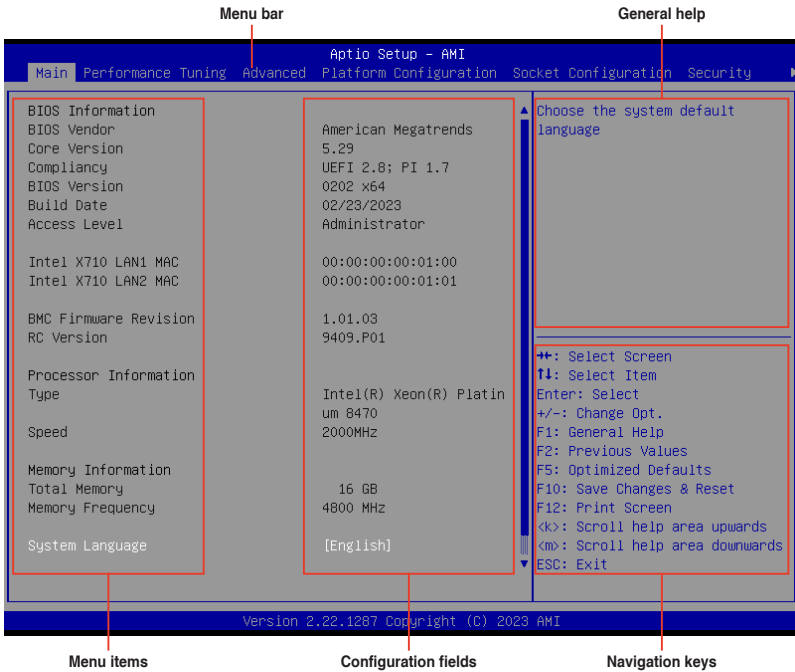 Menu bar
General help
Aptio Setup – AMI
Main Performance Tuning Advanced Platform Configuration Socket Configuration Security
BIOS Information
BIOS Vendor American Megatrends
Core Version 5.29
Compliancy UEFI 2.8; PI 1.7
BIOS Version 0202 x64
Build Date 02/23/2023
Access Level Administrator
Intel X710 LAN1 MAC 00:00:00:00:01:00
Intel X710 LAN2 MAC 00:00:00:00:01:01
BMC Firmware Revision 1.01.03
RC Version 9409.P01
Processor Information
Type Intel(R) Xeon(R) Platin
um 8470
Speed 2000MHz
Memory Information
Total Memory 16 GB
Memory Frequency 4800 MHz
System Language [English]
Choose the system default
language
→←: Select Screen
↑↓: Select Item
Enter: Select
+/-: Change Opt.
F1: General Help
F2: Previous Values
F5: Optimized Defaults
F10: Save Changes & Reset
F12: Print Screen
<k>: Scroll help area upwards
<m>: Scroll help area downwards
ESC: Exit
Version 2.22.1287 Copyright (C) 2023 AMI
Menu items
Configuration fields
Navigation keys